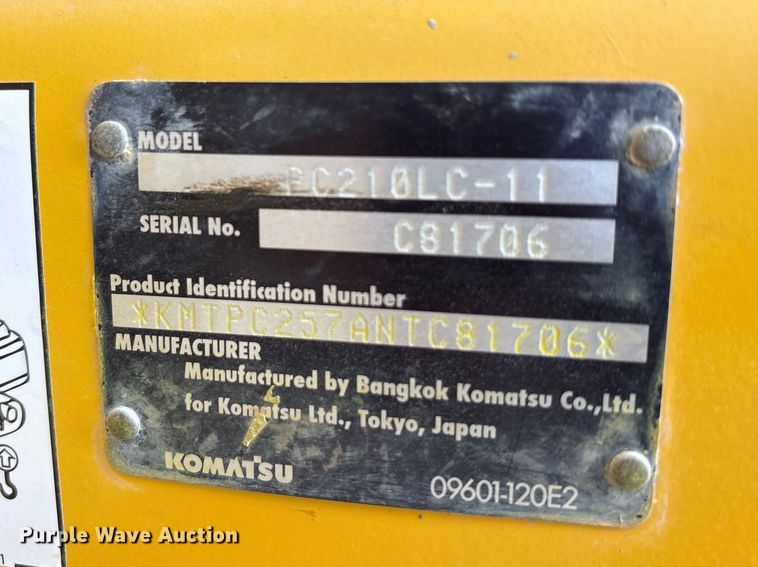 MODEL
PC210LC-11
SERIAL No. C81706
Product Identification Number
*KMTPC257ANTC81706*
MANUFACTURER
Manufactured by Bangkok Komatsu Co.,Ltd.
for Komatsu Ltd., Tokyo, Japan
KOMATSU
09601-120E2
1
Purple Wave Auction